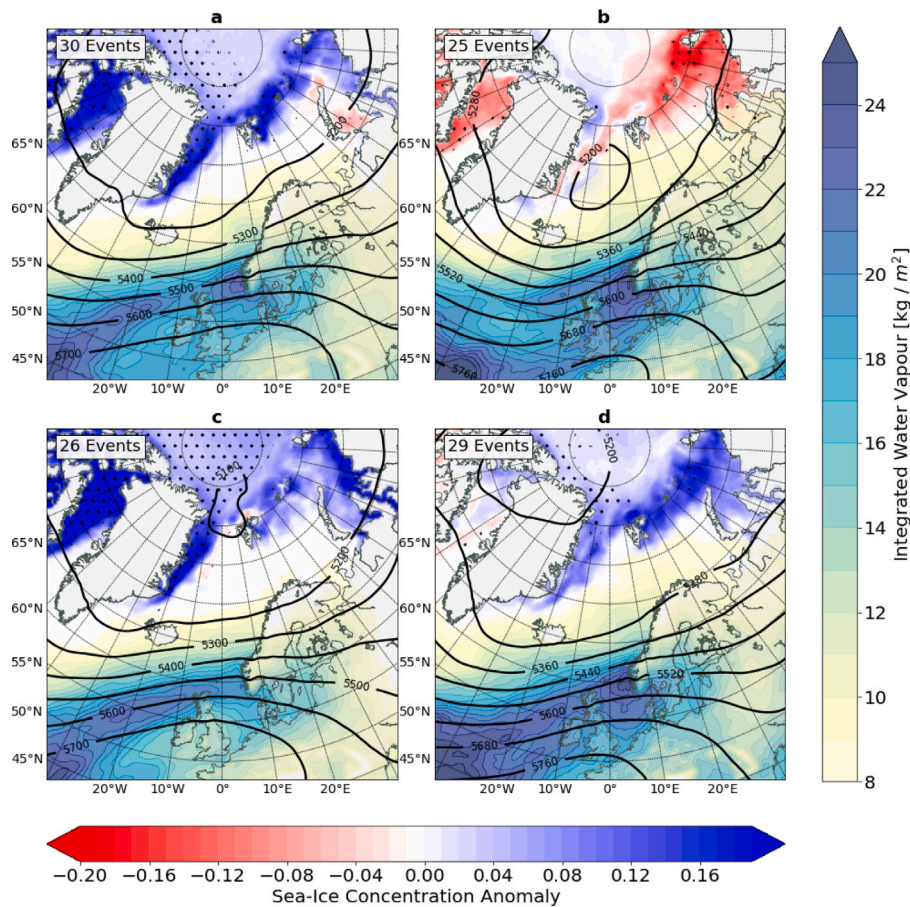 a
b
30 Events
25 Events
5200
5280
5200
5300
5400
5500
5600
5700
5360
5440
5520
5600
5680
5760
5760
65°N
60°N
55°N
50°N
45°N
65°N
60°N
55°N
50°N
45°N
20°W
10°W
0°
10°E
20°E
20°W
10°W
0°
10°E
20°E
c
d
26 Events
29 Events
5100
5200
5200
5300
5400
5500
5600
5700
5480
5360
5440
5520
5600
5680
5760
65°N
60°N
55°N
50°N
45°N
65°N
60°N
55°N
50°N
45°N
20°W
10°W
0°
10°E
20°E
20°W
10°W
0°
10°E
20°E
24
22
20
18
16
14
12
10
8
Integrated Water Vapour [kg / m²]
−0.20
−0.16
−0.12
−0.08
−0.04
0.00
0.04
0.08
0.12
0.16
Sea-Ice Concentration Anomaly